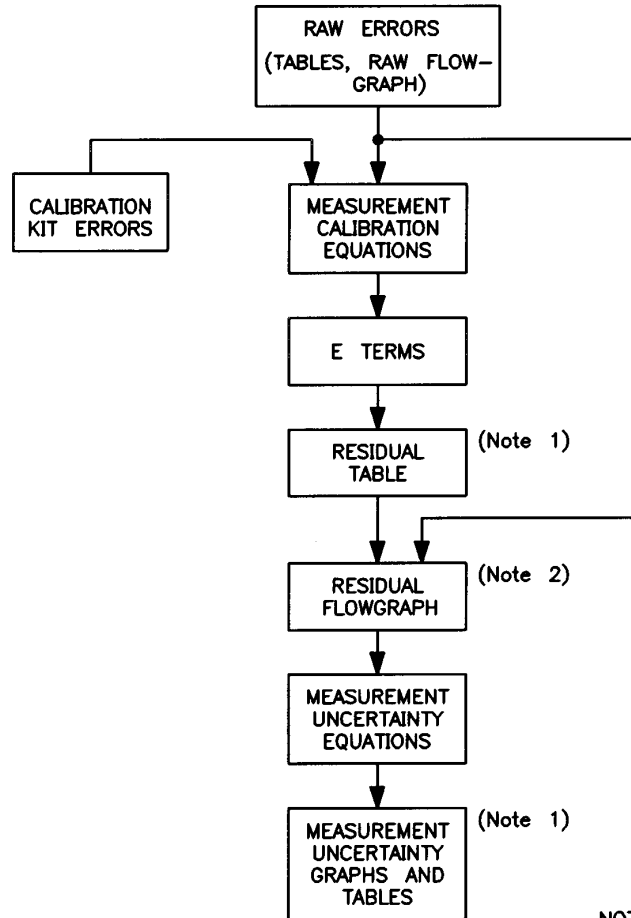 RAW ERRORS
(TABLES, RAW FLOW-
GRAPH)
CALIBRATION
KIT ERRORS
MEASUREMENT
CALIBRATION
EQUATIONS
E TERMS
RESIDUAL
TABLE
(Note 1)
RESIDUAL
FLOWGRAPH
(Note 2)
MEASUREMENT
UNCERTAINTY
EQUATIONS
MEASUREMENT
UNCERTAINTY
GRAPHS AND
TABLES
(Note 1)